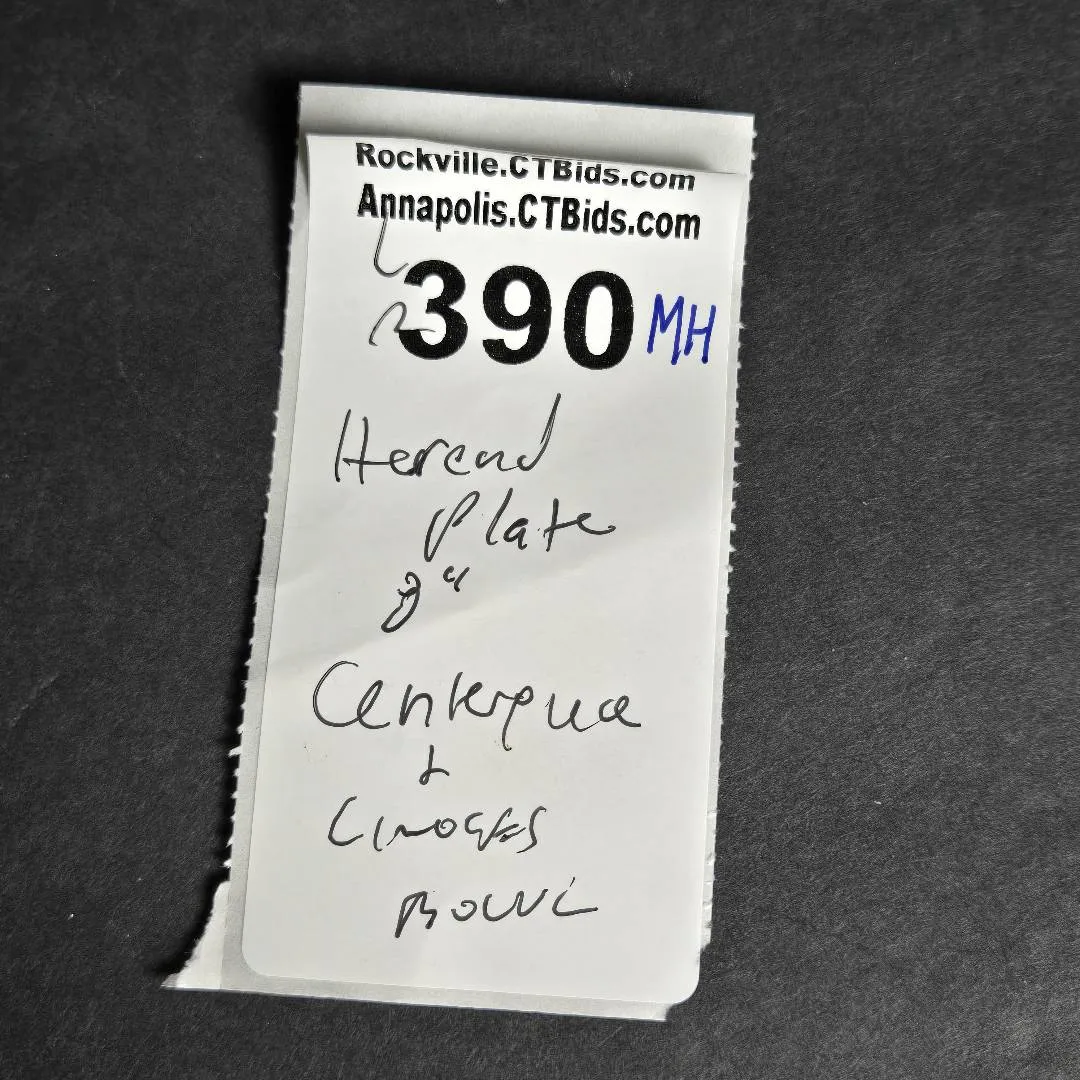 Rockville.CTBids.com
Annapolis.CTBids.com
390 MH
Herend
Plate
8"
Centerpiece
&
LIMOGES
BOWL